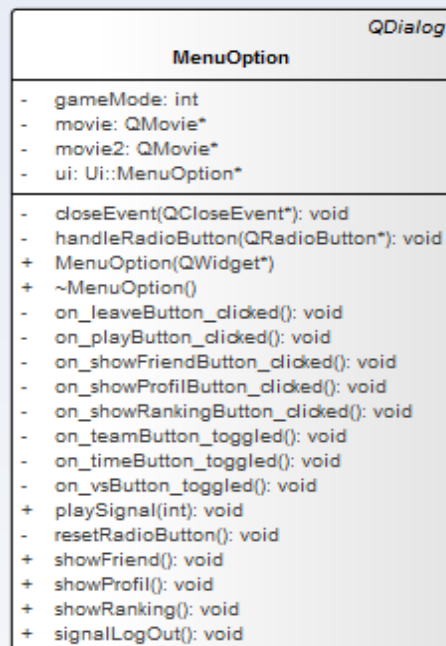 QDialog
MenuOption
- gameMode: int
- movie: QMovie*
- movie2: QMovie*
- ui: Ui::MenuOption*
- closeEvent(QCloseEvent*): void
- handleRadioButton(QRadioButton*): void
+ MenuOption(QWidget*)
+ ~MenuOption()
- on_leaveButton_clicked(): void
- on_playButton_clicked(): void
- on_showFriendButton_clicked(): void
- on_showProfilButton_clicked(): void
- on_showRankingButton_clicked(): void
- on_teamButton_toggled(): void
- on_timeButton_toggled(): void
- on_vsButton_toggled(): void
+ playSignal(int): void
- resetRadioButton(): void
+ showFriend(): void
+ showProfil(): void
+ showRanking(): void
+ signalLogOut(): void